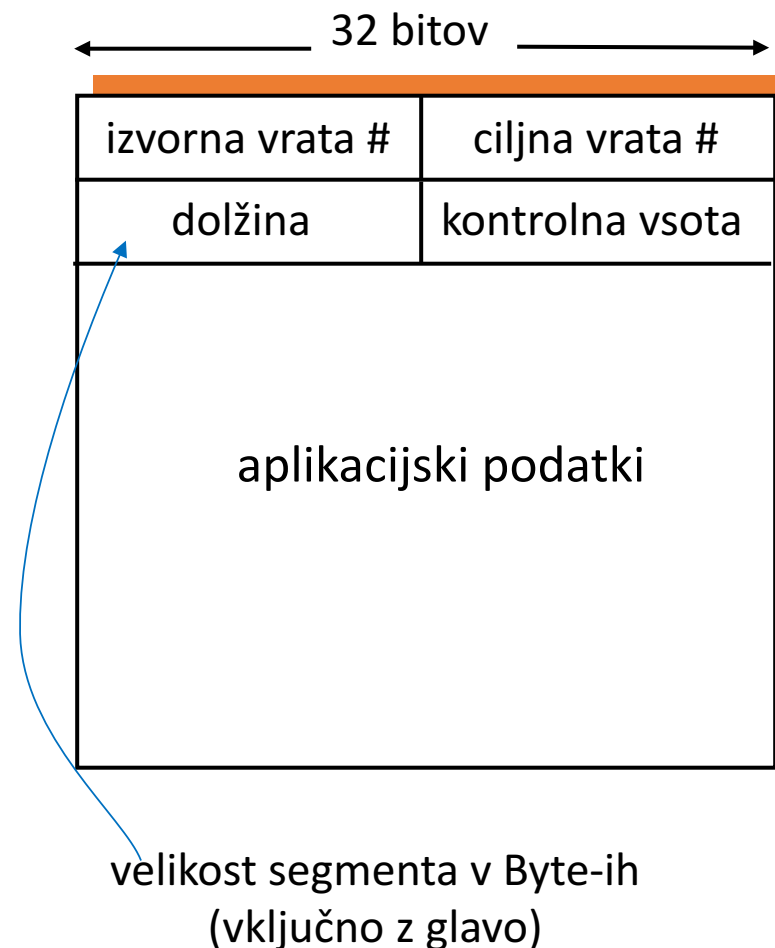 32 bitov
izvorna vrata # ciljna vrata #
dolžina kontrolna vsota
aplikacijski podatki
velikost segmenta v Byte-ih
(vključno z glavo)